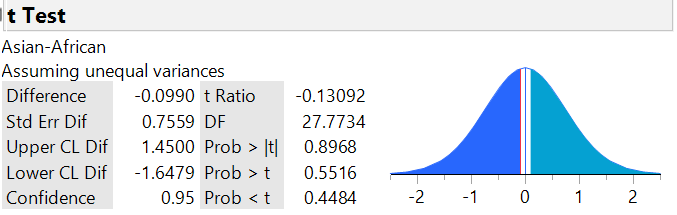 t Test
Asian-African
Assuming unequal variances
Difference -0.0990 t Ratio -0.13092
Std Err Dif 0.7559 DF 27.7734
Upper CL Dif 1.4500 Prob > |t| 0.8968
Lower CL Dif -1.6479 Prob > t 0.5516
Confidence 0.95 Prob < t 0.4484
-2 -1 0 1 2